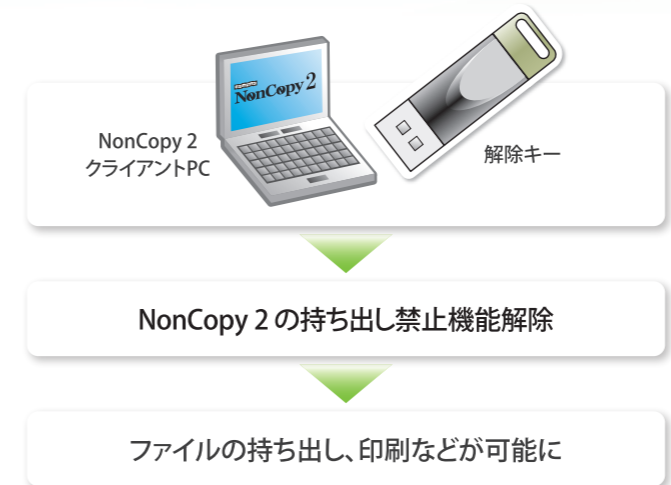 NonCopy 2
NonCopy 2
クライアントPC
解除キー
NonCopy 2 の持ち出し禁止機能解除
ファイルの持ち出し、印刷などが可能に